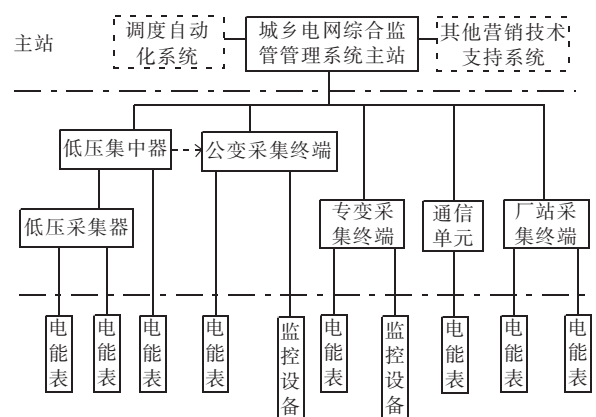 主站
调度自动
化系统
城乡电网综合监
管管理系统主站
其他营销技术
支持系统
低压集中器
公变采集终端
低压采集器
专变采
集终端
通信
单元
厂站采
集终端
电能表
电能表
电能表
电能表
监控设备
电能表
监控设备
电能表
电能表
电能表